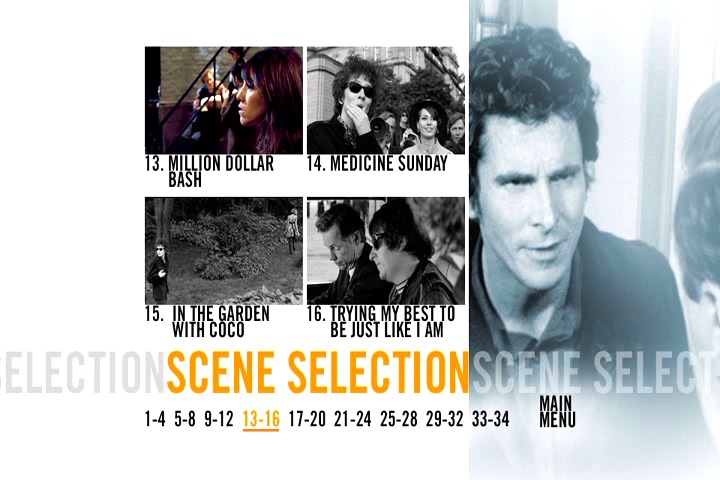 13. MILLION DOLLAR
BASH
14. MEDICINE SUNDAY
15. IN THE GARDEN
WITH COCO
16. TRYING MY BEST TO
BE JUST LIKE I AM
SELECTION SCENE SELECTION SCENE SELECT
1-4 5-8 9-12 13-16 17-20 21-24 25-28 29-32 33-34
MAIN
MENU